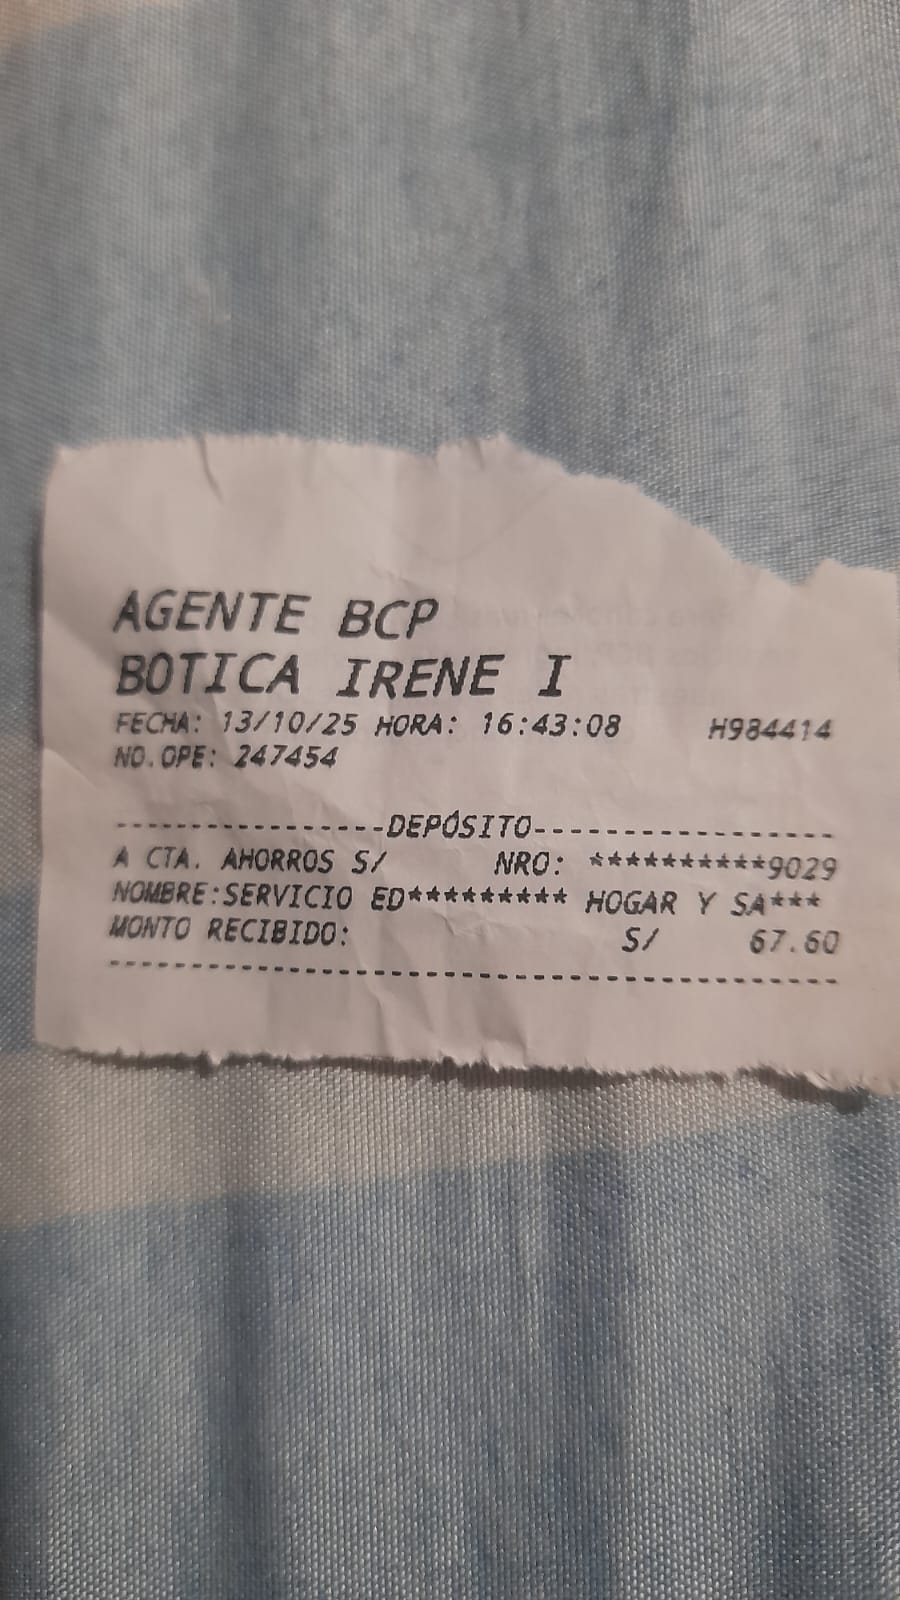 AGENTE BCP
BOTICA IRENE I
FECHA: 13/10/25 HORA: 16:43:08 H984414
NO.OPE: 247454
-----------------DEPÓSITO-----------------
A CTA. AHORROS S/ NRO: **********9029
NOMBRE:SERVICIO ED********* HOGAR Y SA***
MONTO RECIBIDO: S/ 67.60
------------------------------------------